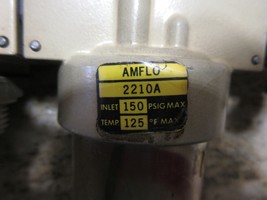 AMFLO
2210A
INLET 150 PSIG MAX
TEMP 125 °F MAX